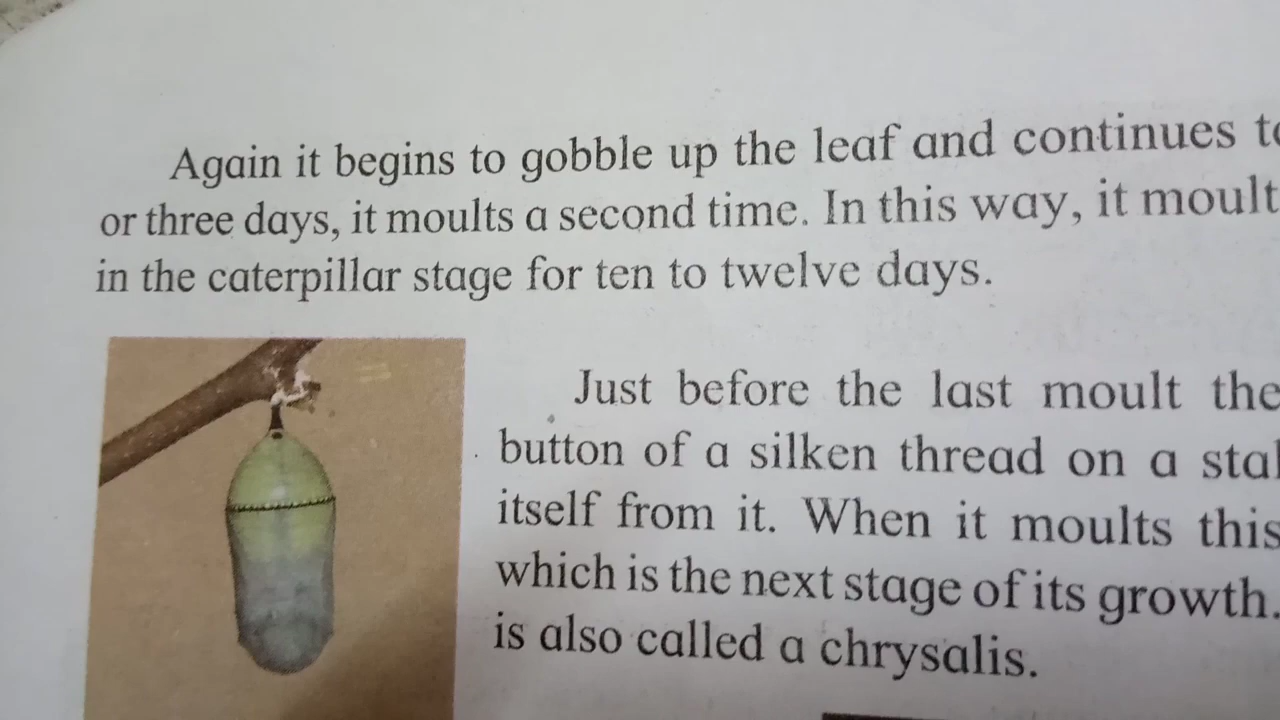 Again it begins to gobble up the leaf and continues
or three days, it moults a second time. In this way, it moult
in the caterpillar stage for ten to twelve days.
Just before the last moult the
button of a silken thread on a
itself from it. When it moults this
which is the next stage of its growth.
is also called a chrysalis.